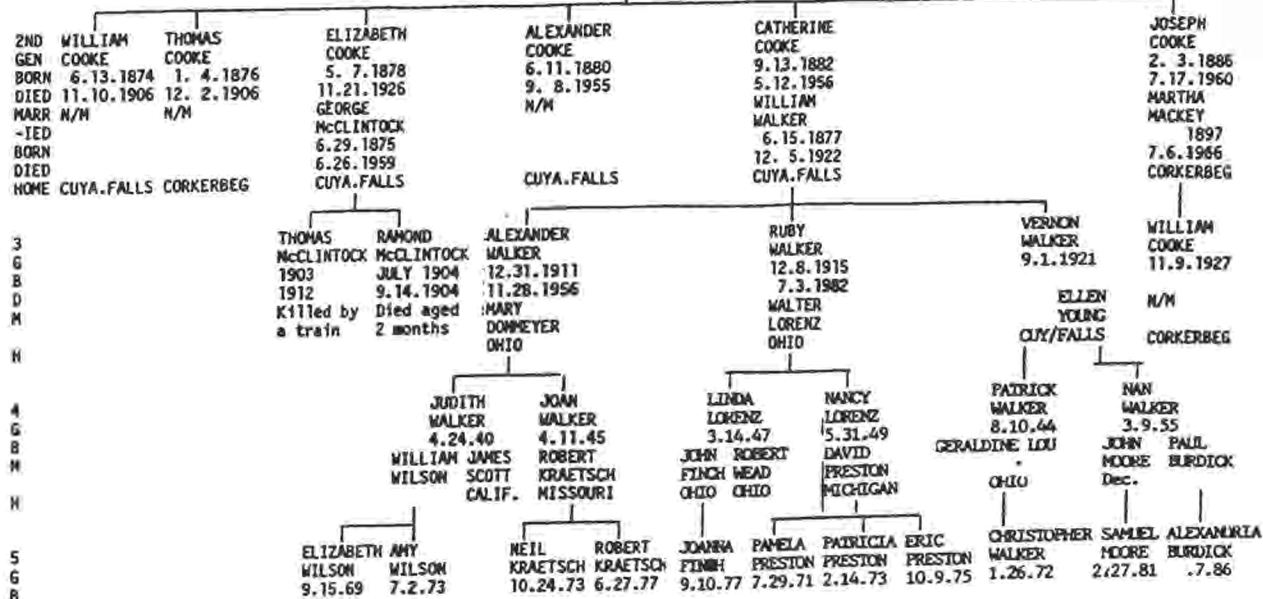 2ND WILLIAM THOMAS ELIZABETH ALEXANDER CATHERINE JOSEPH
GEN COOKE COOKE COOKE COOKE COOKE COOKE
BORN 6.13.1874 1. 4.1876 5. 7.1878 6.11.1880 9.13.1882 2. 3.1886
DIED 11.10.1906 12. 2.1906 11.21.1926 9. 8.1955 5.12.1956 7.17.1960
MARR N/M N/M GEORGE N/M WILLIAM MARTHA
-IED McCLINTOCK WALKER MACKEY
BORN 6.29.1875 6.15.1877 1897
DIED 6.26.1959 12. 5.1922 7.6.1966
HOME CUYA.FALLS CORKERBEG CUYA.FALLS CUYA.FALLS CUYA.FALLS CORKERBEG
3 THOMAS RAMOND ALEXANDER RUBY VERNON WILLIAM
G McCLINTOCK McCLINTOCK WALKER WALKER WALKER COOKE
B 1903 JULY 1904 12.31.1911 12.8.1915 9.1.1921 11.9.1927
D 1912 9.14.1904 11.28.1956 7.3.1982
M Killed by Died aged MARY WALTER ELLEN N/M
a train 2 months DOMMEYER LORENZ YOUNG
H OHIO OHIO CUY/FALLS CORKERBEG
4 JUDITH JOAN LINDA NANCY PATRICK NAN
G WALKER WALKER LORENZ LORENZ WALKER WALKER
B 4.24.40 4.11.45 3.14.47 5.31.49 8.10.44 3.9.55
M WILLIAM JAMES ROBERT JOHN ROBERT DAVID GERALDINE LOU JOHN PAUL
WILSON SCOTT KRAETSCH FINCH WEAD PRESTON MOORE BURDICK
H CALIF. MISSOURI OHIO OHIO MICHIGAN OHIO Dec.
5 ELIZABETH AMY NEIL ROBERT JOANNA PAMELA PATRICIA ERIC CHRISTOPHER SAMUEL ALEXANDRIA
G WILSON WILSON KRAETSCH KRAETSCH FINCH PRESTON PRESTON PRESTON WALKER MOORE BURDICK
B 9.15.69 7.2.73 10.24.73 6.27.77 9.10.77 7.29.71 2.14.73 10.9.75 1.26.72 2.27.81 .7.86